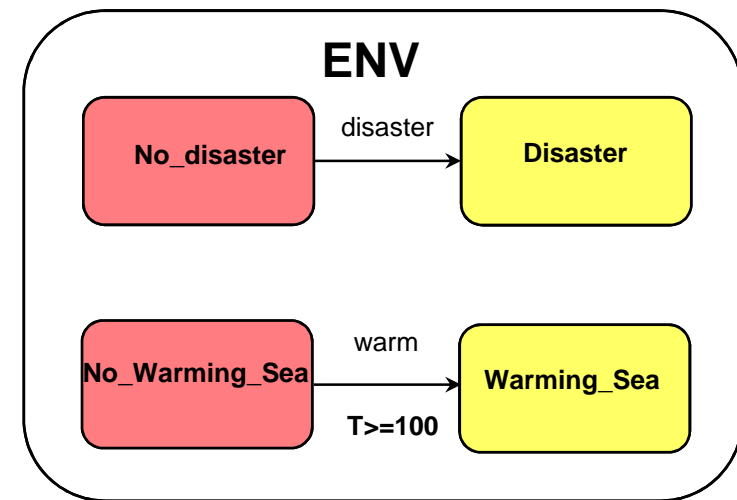 ENV
disaster
No_disaster
Disaster
warm
No_Warming_Sea
Warming_Sea
T>=100